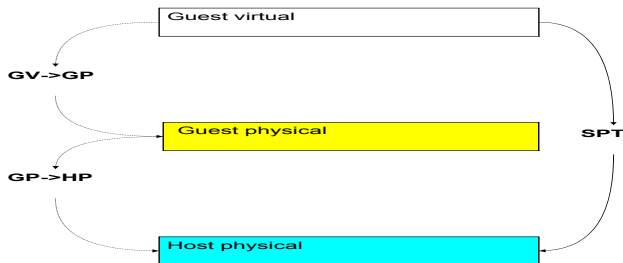 Guest virtual
GV->GP
Guest physical
SPT
GP->HP
Host physical